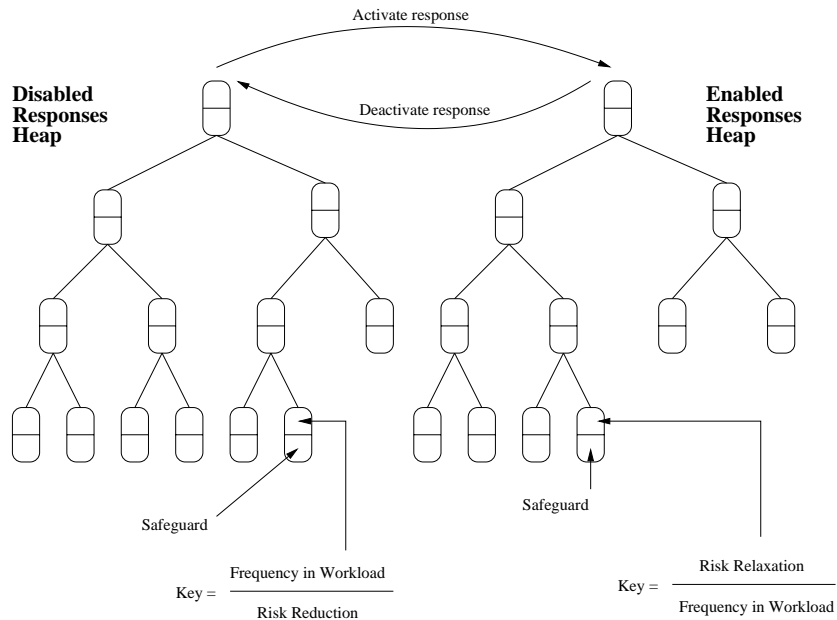 Activate response
Disabled
Responses
Heap
Deactivate response
Enabled
Responses
Heap
Safeguard
Safeguard
Key = Frequency in Workload
Risk Reduction
Key = Risk Relaxation
Frequency in Workload